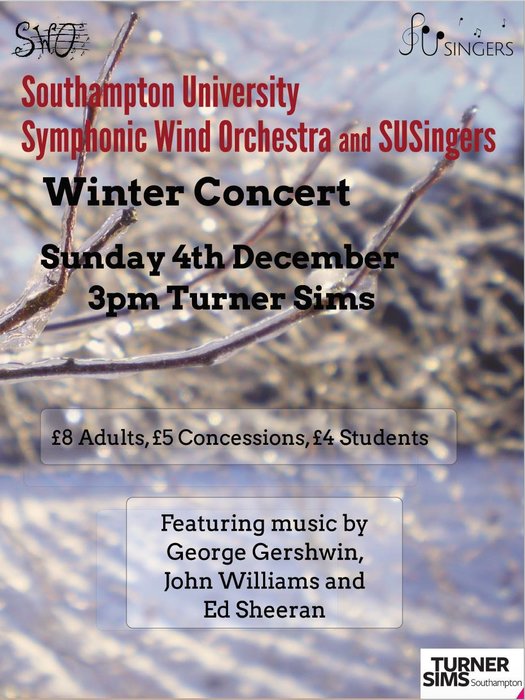 SWO
SUSINGERS
Southampton University
Symphonic Wind Orchestra and SUSingers
Winter Concert
Sunday 4th December
3pm Turner Sims
£8 Adults,£5 Concessions,£4 Students
Featuring music by
George Gershwin,
John Williams and
Ed Sheeran
TURNER
SIMS Southampton